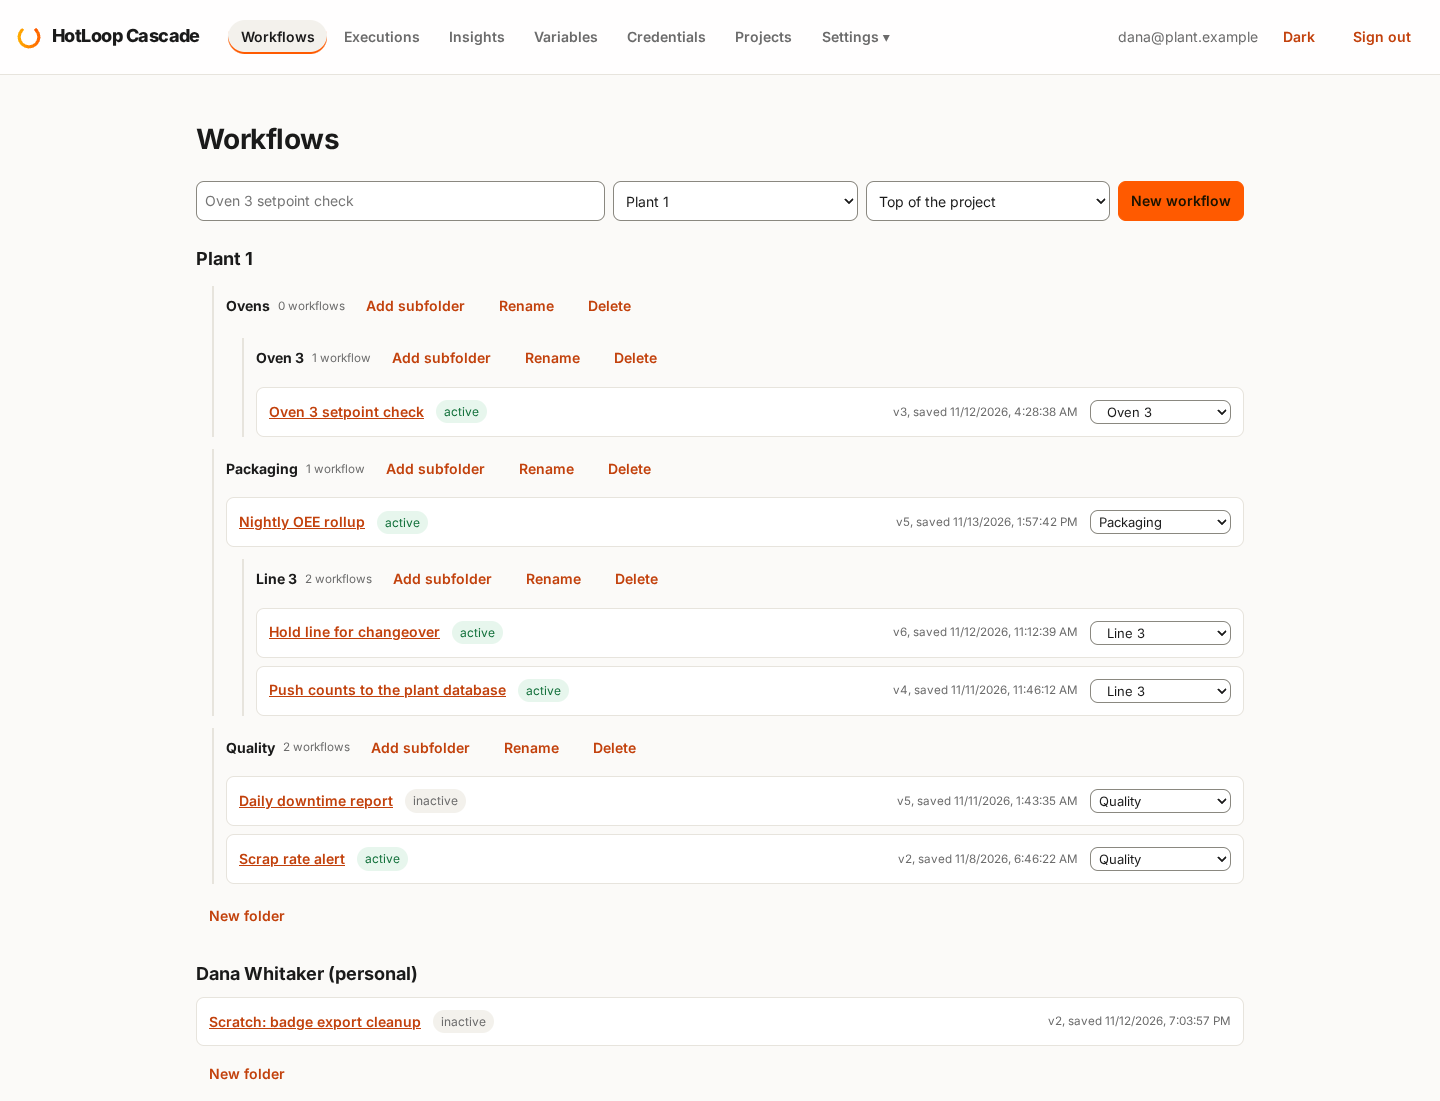 HotLoop Cascade Workflows Executions Insights Variables Credentials Projects Settings ▾ dana@plant.example Dark Sign out
Workflows
Oven 3 setpoint check Plant 1 Top of the project New workflow
Plant 1
Ovens 0 workflows Add subfolder Rename Delete
Oven 3 1 workflow Add subfolder Rename Delete
Oven 3 setpoint check active v3, saved 11/12/2026, 4:28:38 AM Oven 3
Packaging 1 workflow Add subfolder Rename Delete
Nightly OEE rollup active v5, saved 11/13/2026, 1:57:42 PM Packaging
Line 3 2 workflows Add subfolder Rename Delete
Hold line for changeover active v6, saved 11/12/2026, 11:12:39 AM Line 3
Push counts to the plant database active v4, saved 11/11/2026, 11:46:12 AM Line 3
Quality 2 workflows Add subfolder Rename Delete
Daily downtime report inactive v5, saved 11/11/2026, 1:43:35 AM Quality
Scrap rate alert active v2, saved 11/8/2026, 6:46:22 AM Quality
New folder
Dana Whitaker (personal)
Scratch: badge export cleanup inactive v2, saved 11/12/2026, 7:03:57 PM
New folder